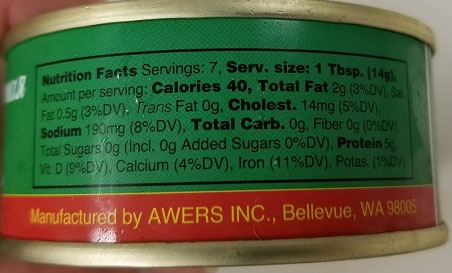 Nutrition Facts Servings: 7, Serv. size: 1 Tbsp. (14g),
Amount per serving: Calories 40, Total Fat 2g (3%DV), Sat.
Fat 0.5g (3%DV), Trans Fat 0g, Cholest. 14mg (5%DV),
Sodium 190mg (8%DV), Total Carb. 0g, Fiber 0g (0%DV),
Total Sugars 0g (Incl. 0g Added Sugars 0%DV), Protein 5g,
Vit. D (9%DV), Calcium (4%DV), Iron (11%DV), Potas. (1%DV).
Manufactured by AWERS INC., Bellevue, WA 98005